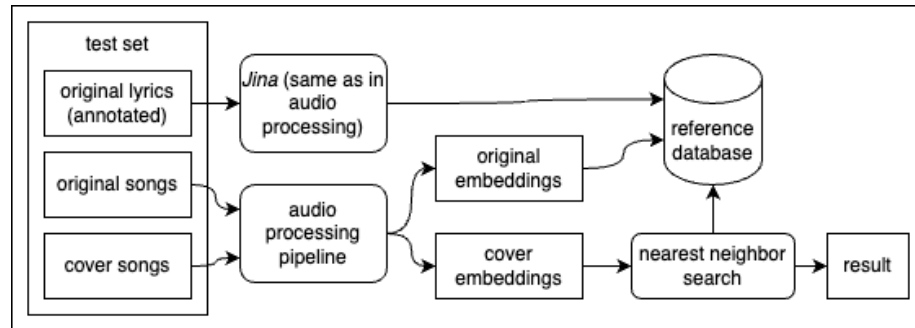 test set
original lyrics
(annotated)
Jina (same as in
audio
processing)
reference
database
original songs
original
embeddings
audio
processing
pipeline
cover songs
cover
embeddings
nearest neighbor
search
result